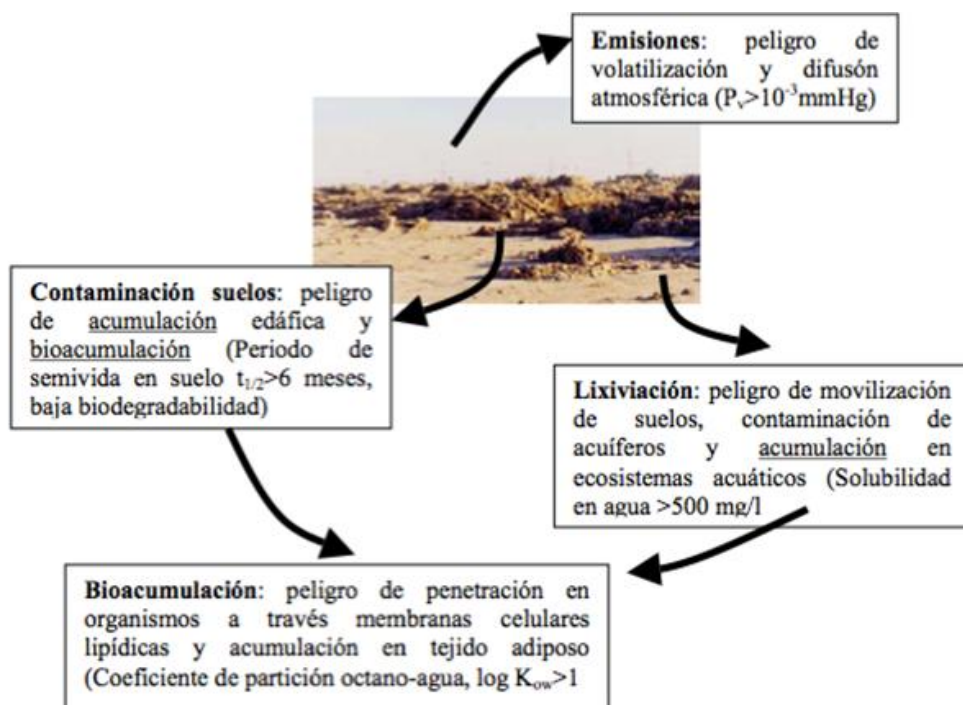 Emisiones: peligro de
volatilización y difusón
atmosférica (Pv>10-3mmHg)
Contaminación suelos: peligro
de acumulación edáfica y
bioacumulación (Periodo de
semivida en suelo t1/2>6 meses,
baja biodegradabilidad)
Lixiviación: peligro de movilización
de suelos, contaminación de
acuíferos y acumulación en
ecosistemas acuáticos (Solubilidad
en agua >500 mg/l
Bioacumulación: peligro de penetración en
organismos a través membranas celulares
lipídicas y acumulación en tejido adiposo
(Coeficiente de partición octano-agua, log Kow>1